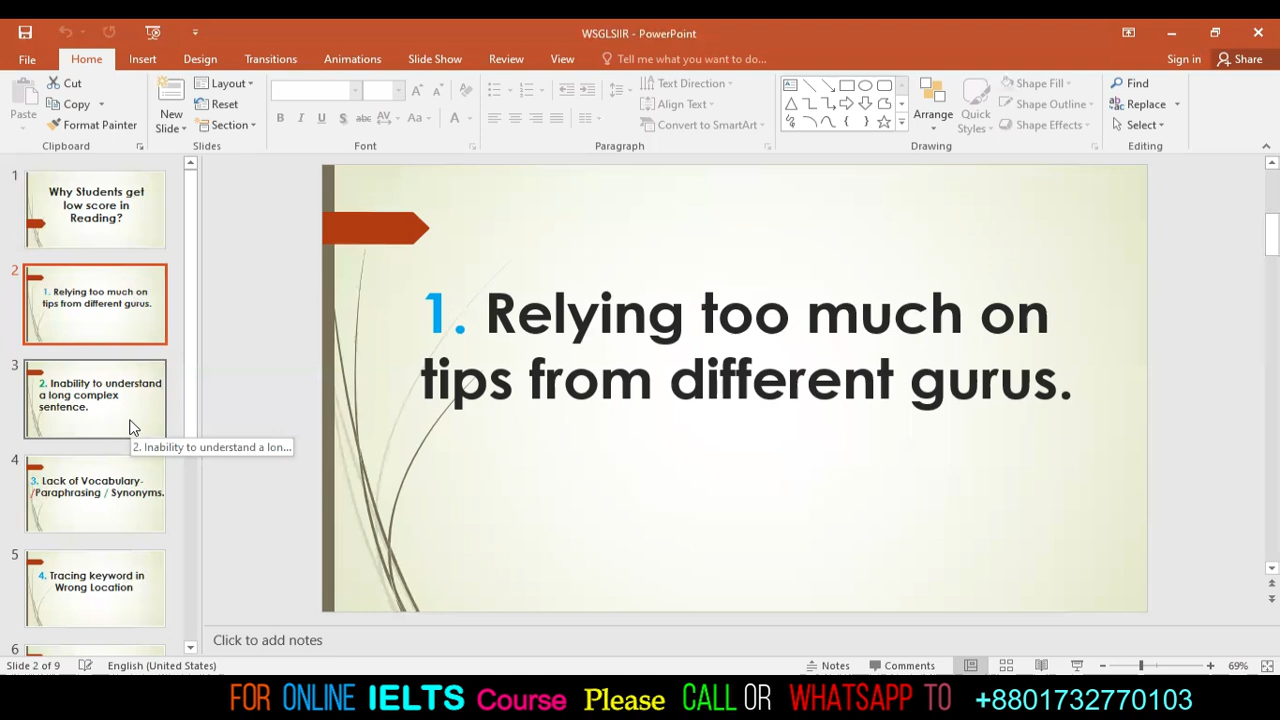 WSGLSIIR - PowerPoint
File Home Insert Design Transitions Animations Slide Show Review View Tell me what you want to do... Sign in Share
Paste
Cut
Copy
Format Painter
Clipboard
New
Slide
Layout
Reset
Section
Slides
B I U S abc AV Aa A
Font
Text Direction
Align Text
Convert to SmartArt
Paragraph
Arrange
Quick
Styles
Shape Fill
Shape Outline
Shape Effects
Drawing
Find
Replace
Select
Editing
1
Why Students get
low score in
Reading?
2
1. Relying too much on
tips from different gurus.
3
2. Inability to understand
a long complex
sentence.
2. Inability to understand a lon...
4
3. Lack of Vocabulary-
/Paraphrasing / Synonyms.
5
4. Tracing keyword in
Wrong Location
6
1. Relying too much on
tips from different gurus.
Click to add notes
Slide 2 of 9 English (United States) Notes Comments 69%
FOR ONLINE IELTS Course Please CALL OR WHATSAPP TO +8801732770103